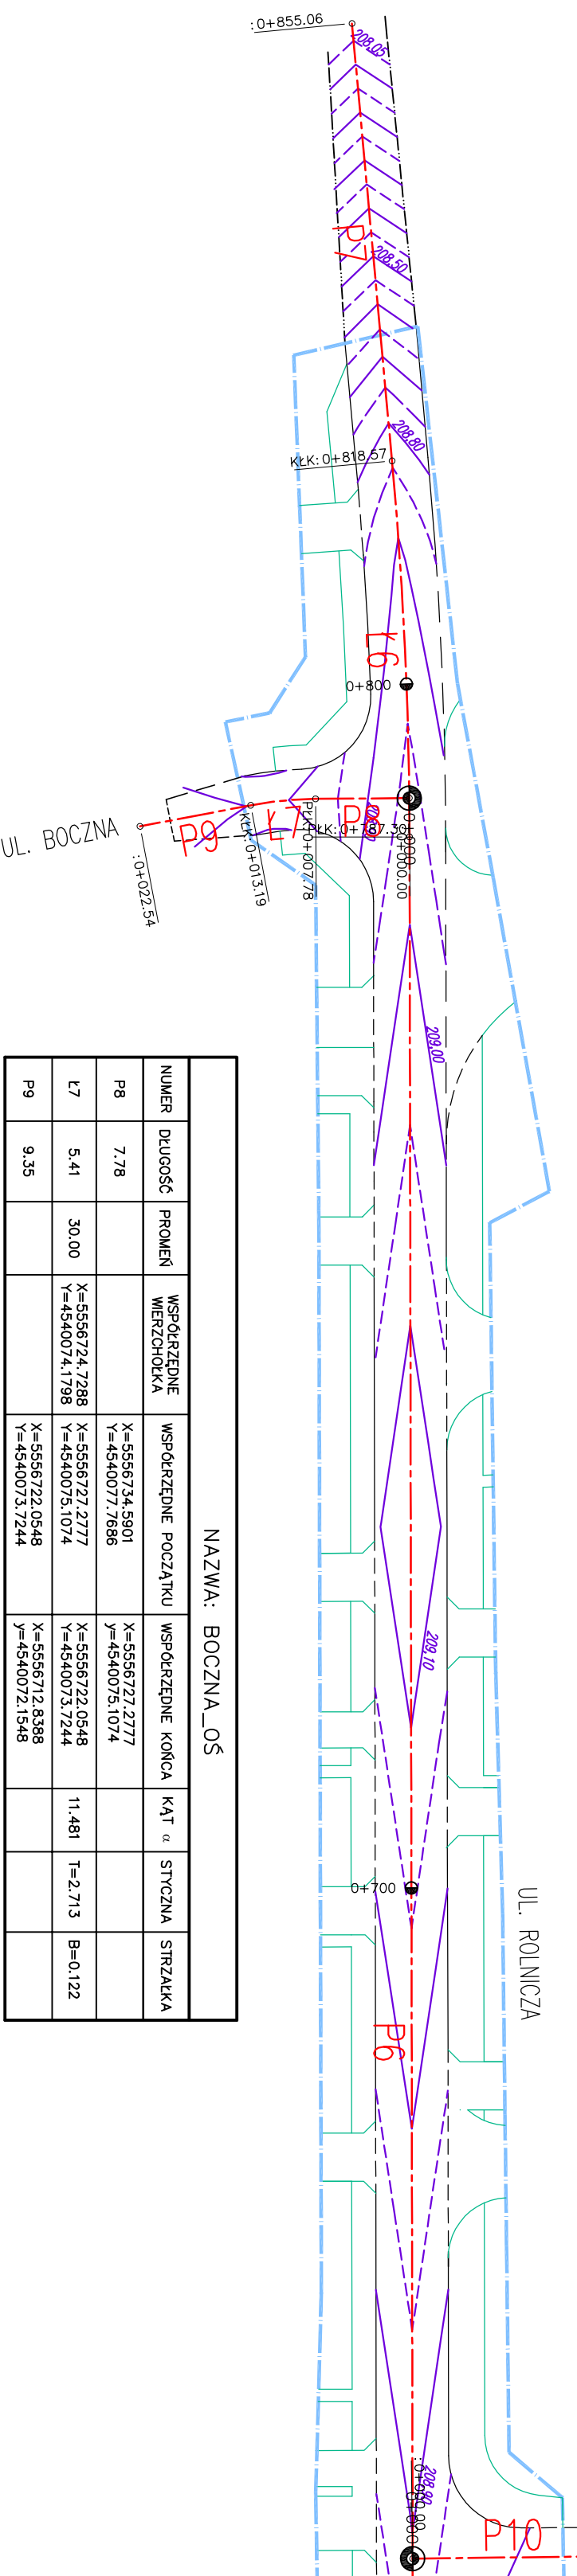 :0+855.06
208.05
P7
208.50
208.80
KŁK: 0+818.57
Ł6
0+800
UL. BOCZNA
P9
Ł7
P8
PŁK: 0+787.30
PŁK: 0+007.78
KŁK: 0+013.19
:0+022.54
209.00
209.10
UL. ROLNICZA
0+700
P6
208.90
P10
NAZWA: BOCZNA_OŚ
NUMER DŁUGOŚĆ PROMEŃ WSPÓŁRZĘDNE WIERZCHOŁKA WSPÓŁRZĘDNE POCZĄTKU WSPÓŁRZĘDNE KOŃCA KĄT α STYCZNA STRZAŁKA
P8 7.78 X=5556734.5901 X=5556727.2777
Y=4540077.7686 y=4540075.1074
Ł7 5.41 30.00 X=5556724.7288 X=5556727.2777 X=5556722.0548 11.481 T=2.713 B=0.122
Y=4540074.1798 Y=4540075.1074 Y=4540073.7244
P9 9.35 X=5556722.0548 X=5556712.8388
Y=4540073.7244 y=4540072.1548